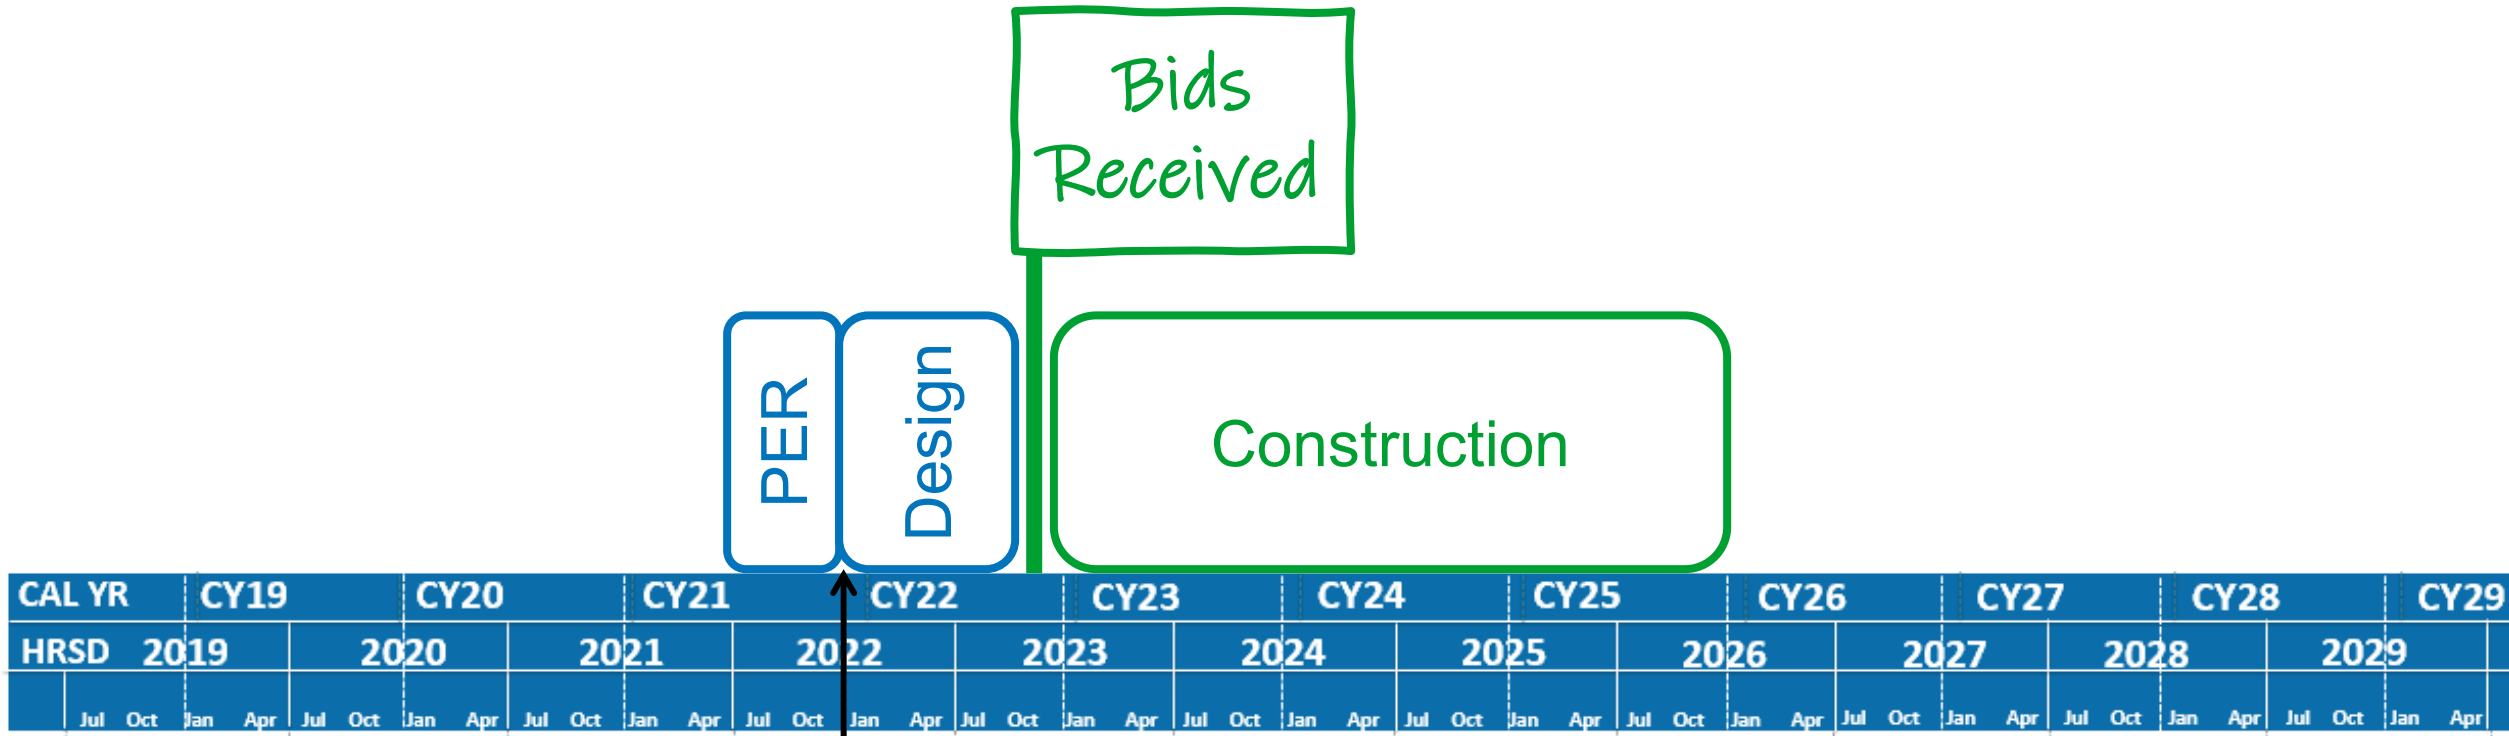 Bids
Received
PER
Design
Construction
CAL YR CY19 CY20 CY21 CY22 CY23 CY24 CY25 CY26 CY27 CY28 CY29
HRSD 2019 2020 2021 2022 2023 2024 2025 2026 2027 2028 2029
Jul Oct Jan Apr Jul Oct Jan Apr Jul Oct Jan Apr Jul Oct Jan Apr Jul Oct Jan Apr Jul Oct Jan Apr Jul Oct Jan Apr Jul Oct Jan Apr Jul Oct Jan Apr Jul Oct Jan Apr Jul Oct Jan Apr